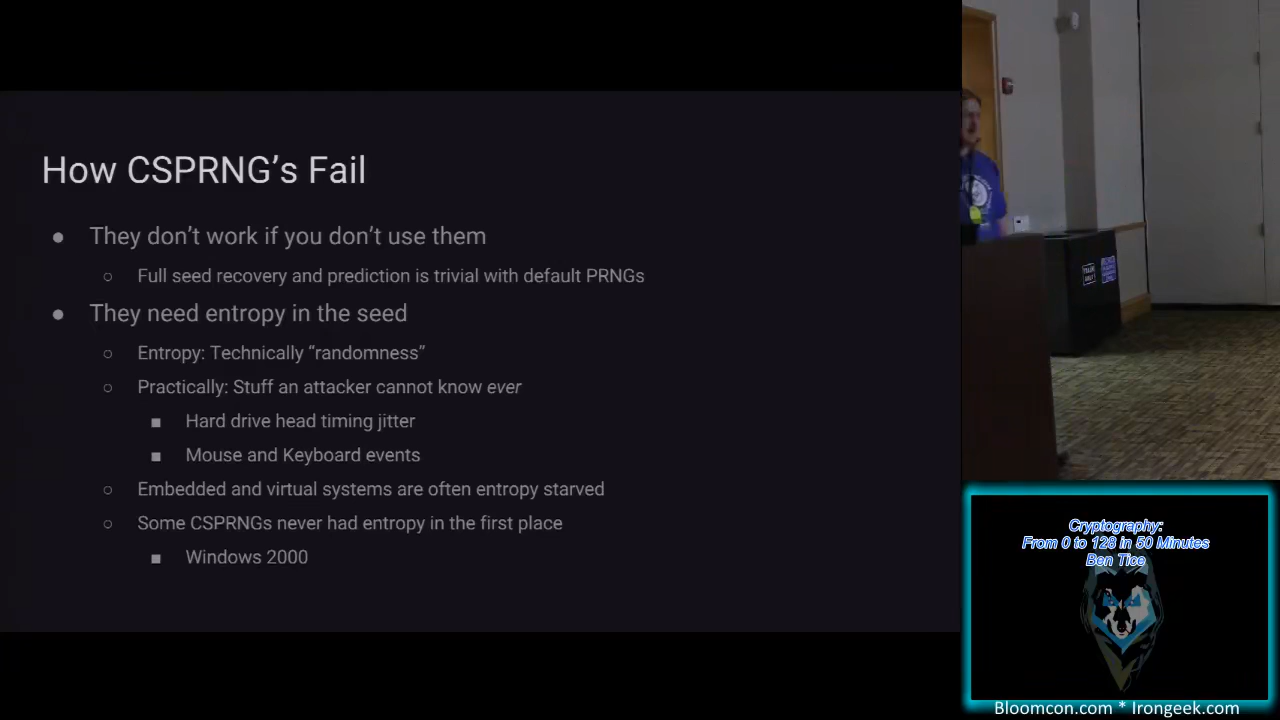 How CSPRNG's Fail
● They don't work if you don't use them
○ Full seed recovery and prediction is trivial with default PRNGs
● They need entropy in the seed
○ Entropy: Technically “randomness”
○ Practically: Stuff an attacker cannot know ever
■ Hard drive head timing jitter
■ Mouse and Keyboard events
○ Embedded and virtual systems are often entropy starved
○ Some CSPRNGs never had entropy in the first place
■ Windows 2000
Cryptography:
From 0 to 128 in 50 Minutes
Ben Tice
Bloomcon.com * Irongeek.com